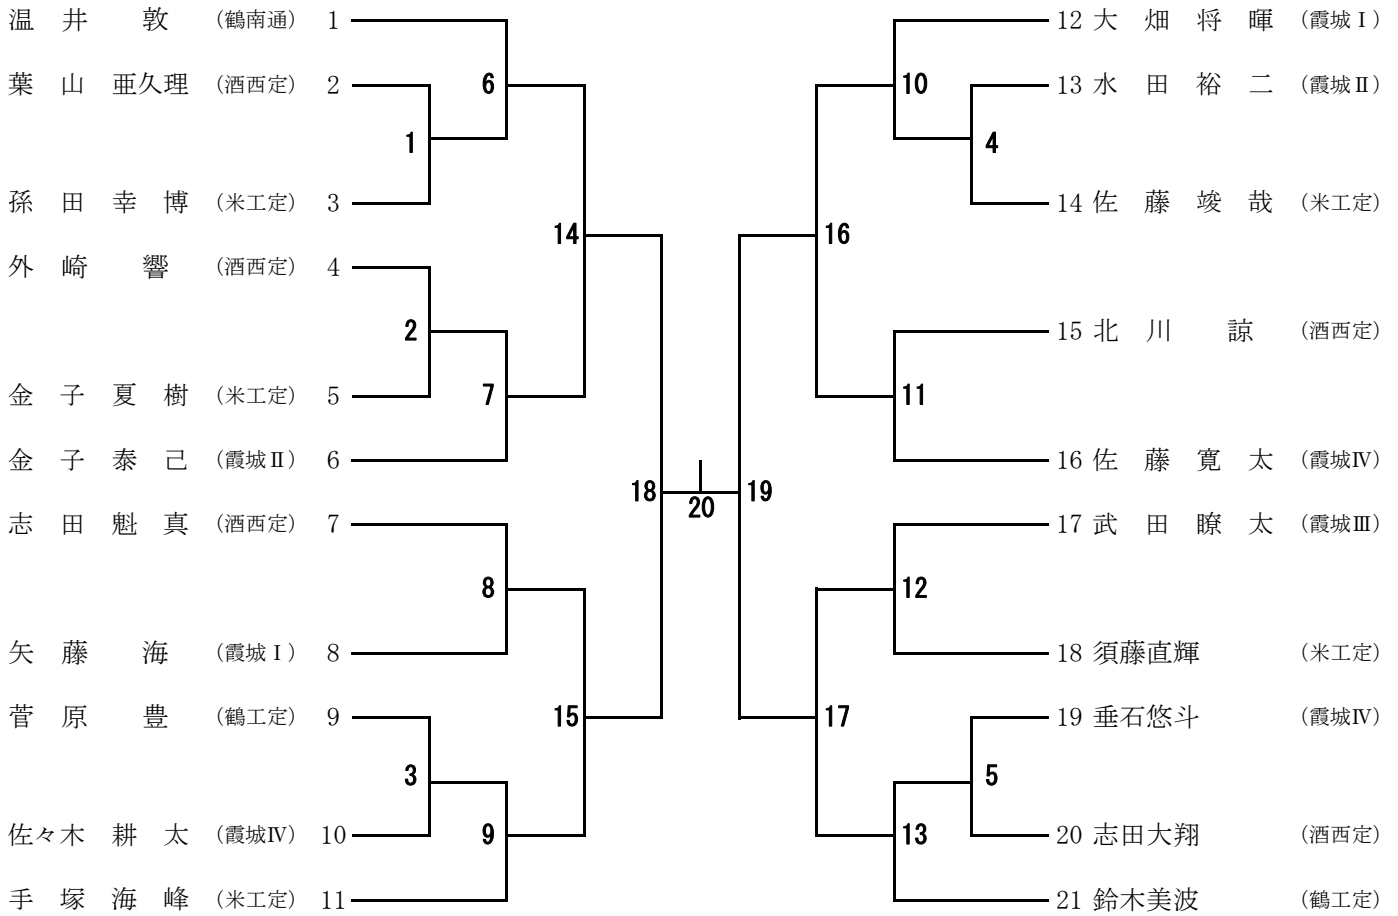 温井敦 (鶴南通) 1
6
葉山亜久理 (酒西定) 2
1
孫田幸博 (米工定) 3
14
外崎響 (酒西定) 4
2
金子夏樹 (米工定) 5
7
金子泰己 (霞城Ⅱ) 6
18
志田魁真 (酒西定) 7
8
矢藤海 (霞城Ⅰ) 8
15
菅原豊 (鶴工定) 9
3
佐々木耕太 (霞城Ⅳ) 10
9
手塚海峰 (米工定) 11
20
12 大畑将暉 (霞城Ⅰ)
10
13 水田裕二 (霞城Ⅱ)
4
14 佐藤竣哉 (米工定)
16
15 北川諒 (酒西定)
11
16 佐藤寛太 (霞城Ⅳ)
19
17 武田瞭太 (霞城Ⅲ)
12
18 須藤直輝 (米工定)
17
19 垂石悠斗 (霞城Ⅳ)
5
20 志田大翔 (酒西定)
13
21 鈴木美波 (鶴工定)